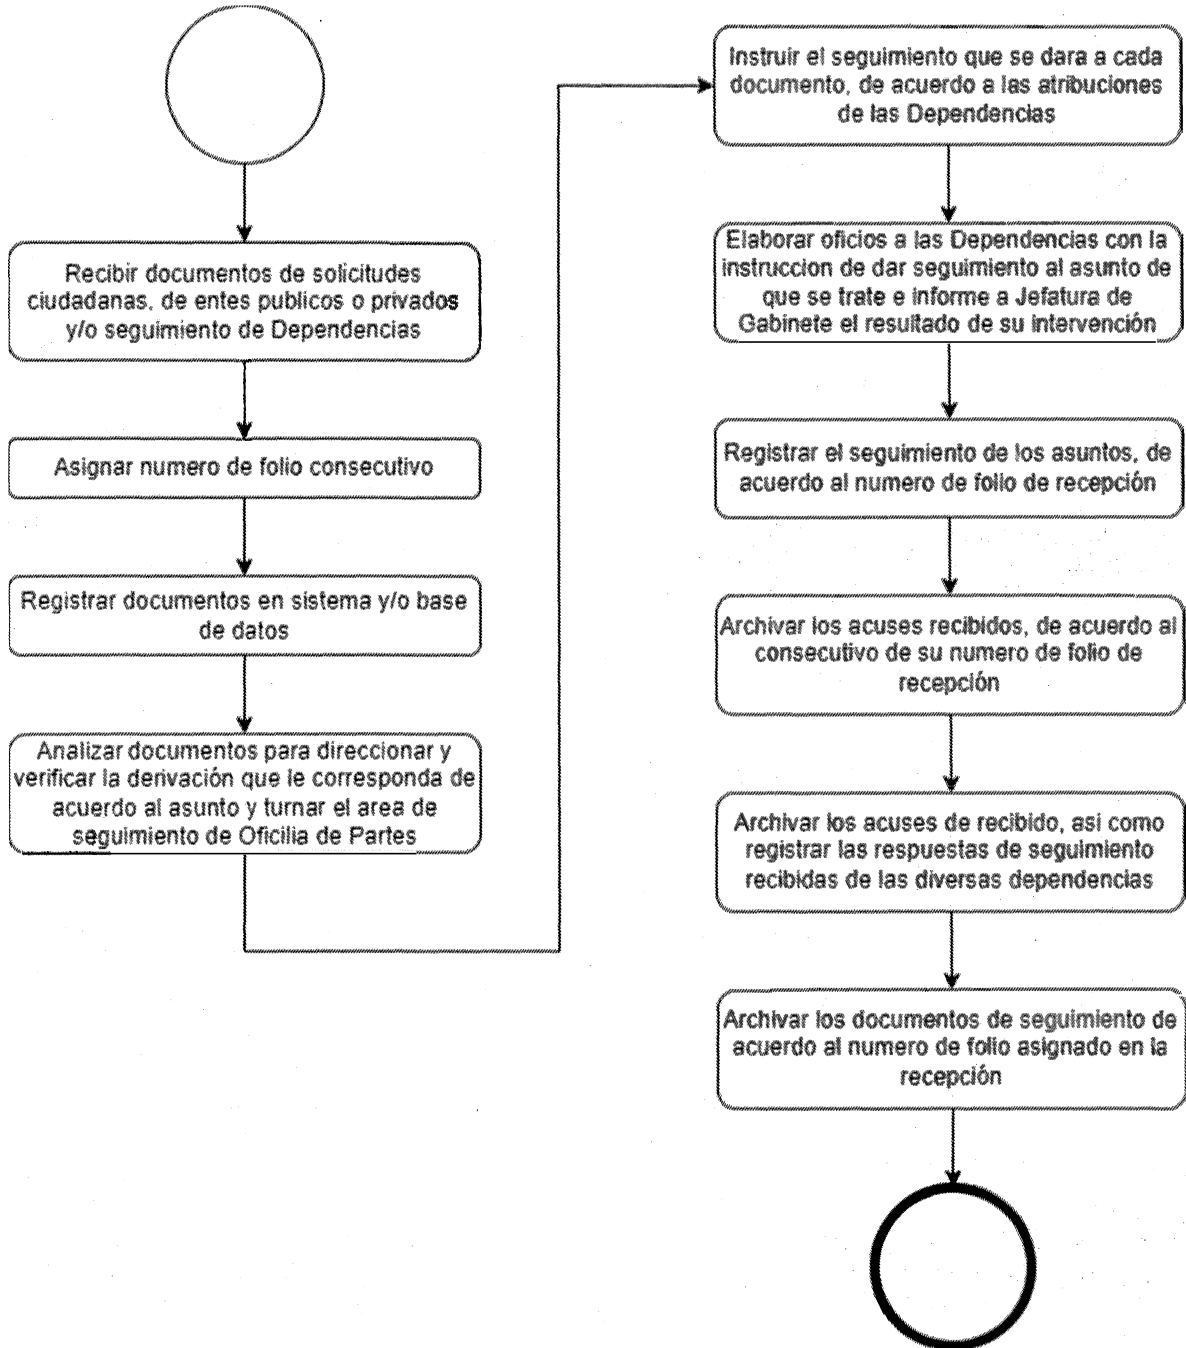 Recibir documentos de solicitudes
ciudadanas, de entes publicos o privados
y/o seguimiento de Dependencias
Asignar numero de folio consecutivo
Registrar documentos en sistema y/o base
de datos
Analizar documentos para direccionar y
verificar la derivación que le corresponda de
acuerdo al asunto y turnar el area de
seguimiento de Oficilia de Partes
Instruir el seguimiento que se dara a cada
documento, de acuerdo a las atribuciones
de las Dependencias
Elaborar oficios a las Dependencias con la
instruccion de dar seguimiento al asunto de
que se trate e informe a Jefatura de
Gabinete el resultado de su intervención
Registrar el seguimiento de los asuntos, de
acuerdo al numero de folio de recepción
Archivar los acuses recibidos, de acuerdo al
consecutivo de su numero de folio de
recepción
Archivar los acuses de recibido, asi como
registrar las respuestas de seguimiento
recibidas de las diversas dependencias
Archivar los documentos de seguimiento de
acuerdo al numero de folio asignado en la
recepción